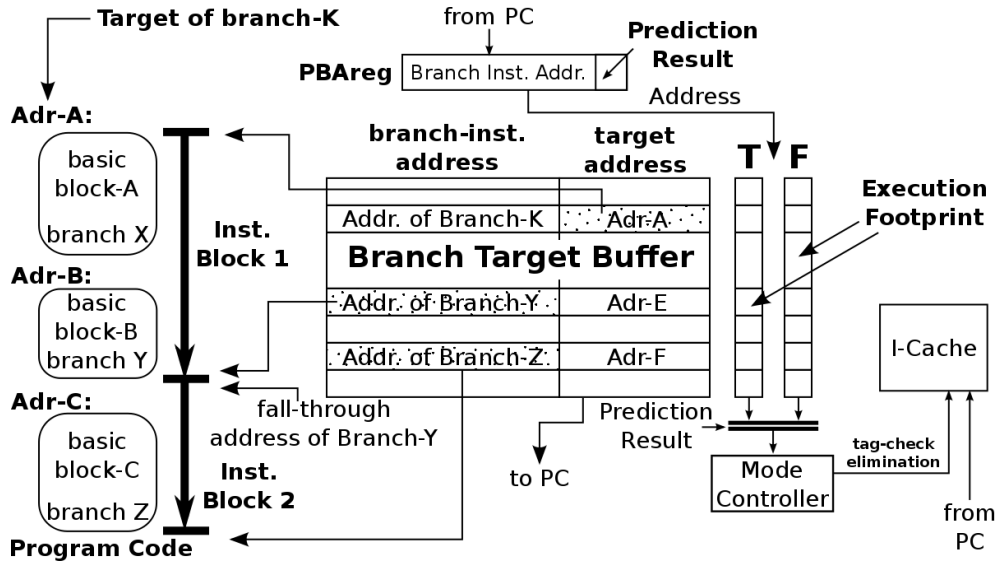 Target of branch-K
from PC
Prediction
Result
PBAreg
Branch Inst. Addr.
Address
Adr-A:
basic
block-A
branch X
Inst.
Block 1
Adr-B:
basic
block-B
branch Y
Adr-C:
basic
block-C
branch Z
Inst.
Block 2
Program Code
branch-inst.
address
target
address
Addr. of Branch-K
Adr-A
Branch Target Buffer
Addr. of Branch-Y
Adr-E
Addr. of Branch-Z
Adr-F
fall-through
address of Branch-Y
to PC
T F
Execution
Footprint
Prediction
Result
Mode
Controller
tag-check
elimination
I-Cache
from
PC